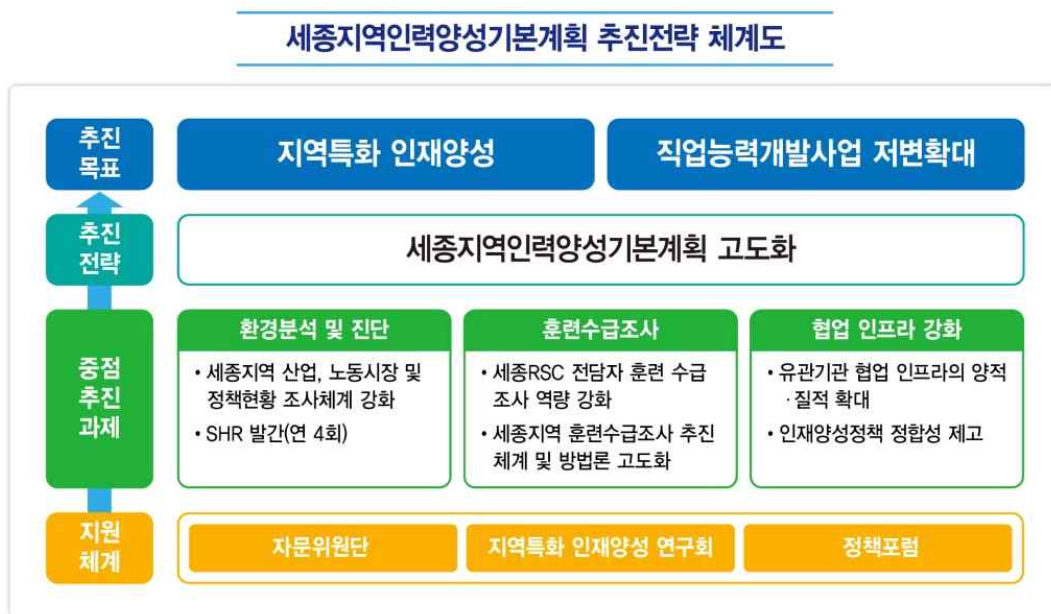 세종지역인력양성기본계획 추진전략 체계도
추진
목표
지역특화 인재양성
직업능력개발사업 저변확대
추진
전략
세종지역인력양성기본계획 고도화
중점
추진
과제
환경분석 및 진단
• 세종지역 산업, 노동시장 및
정책현황 조사체계 강화
• SHR 발간(연 4회)
훈련수급조사
• 세종RSC 전담자 훈련 수급
조사 역량 강화
• 세종지역 훈련수급조사 추진
체계 및 방법론 고도화
협업 인프라 강화
• 유관기관 협업 인프라의 양적
·질적 확대
• 인재양성정책 정합성 제고
지원
체계
자문위원단
지역특화 인재양성 연구회
정책포럼